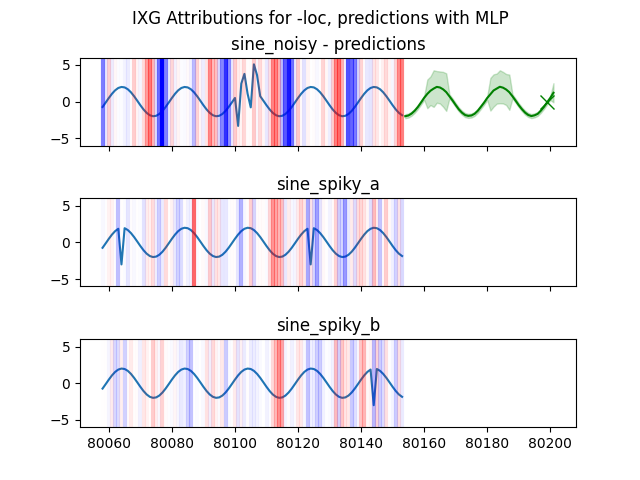 IXG Attributions for -loc, predictions with MLP
sine_noisy - predictions
5
0
−5
sine_spiky_a
5
0
−5
sine_spiky_b
5
0
−5
80060 80080 80100 80120 80140 80160 80180 80200